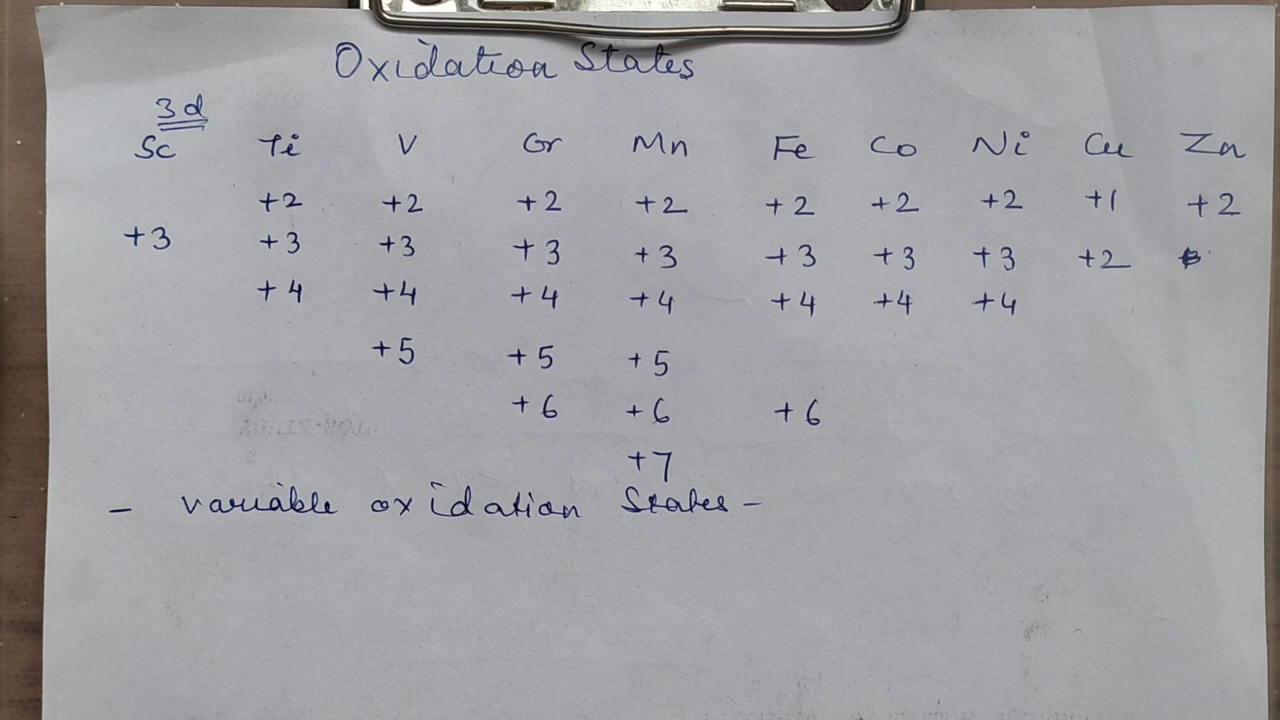 Oxidation States
3d
Sc Ti V Cr Mn Fe Co Ni Cu Zn
+2 +2 +2 +2 +2 +2 +2 +1 +2
+3 +3 +3 +3 +3 +3 +3 +3 +2
+4 +4 +4 +4 +4 +4 +4
+5 +5 +5
+6 +6 +6
+7
- variable oxidation States -